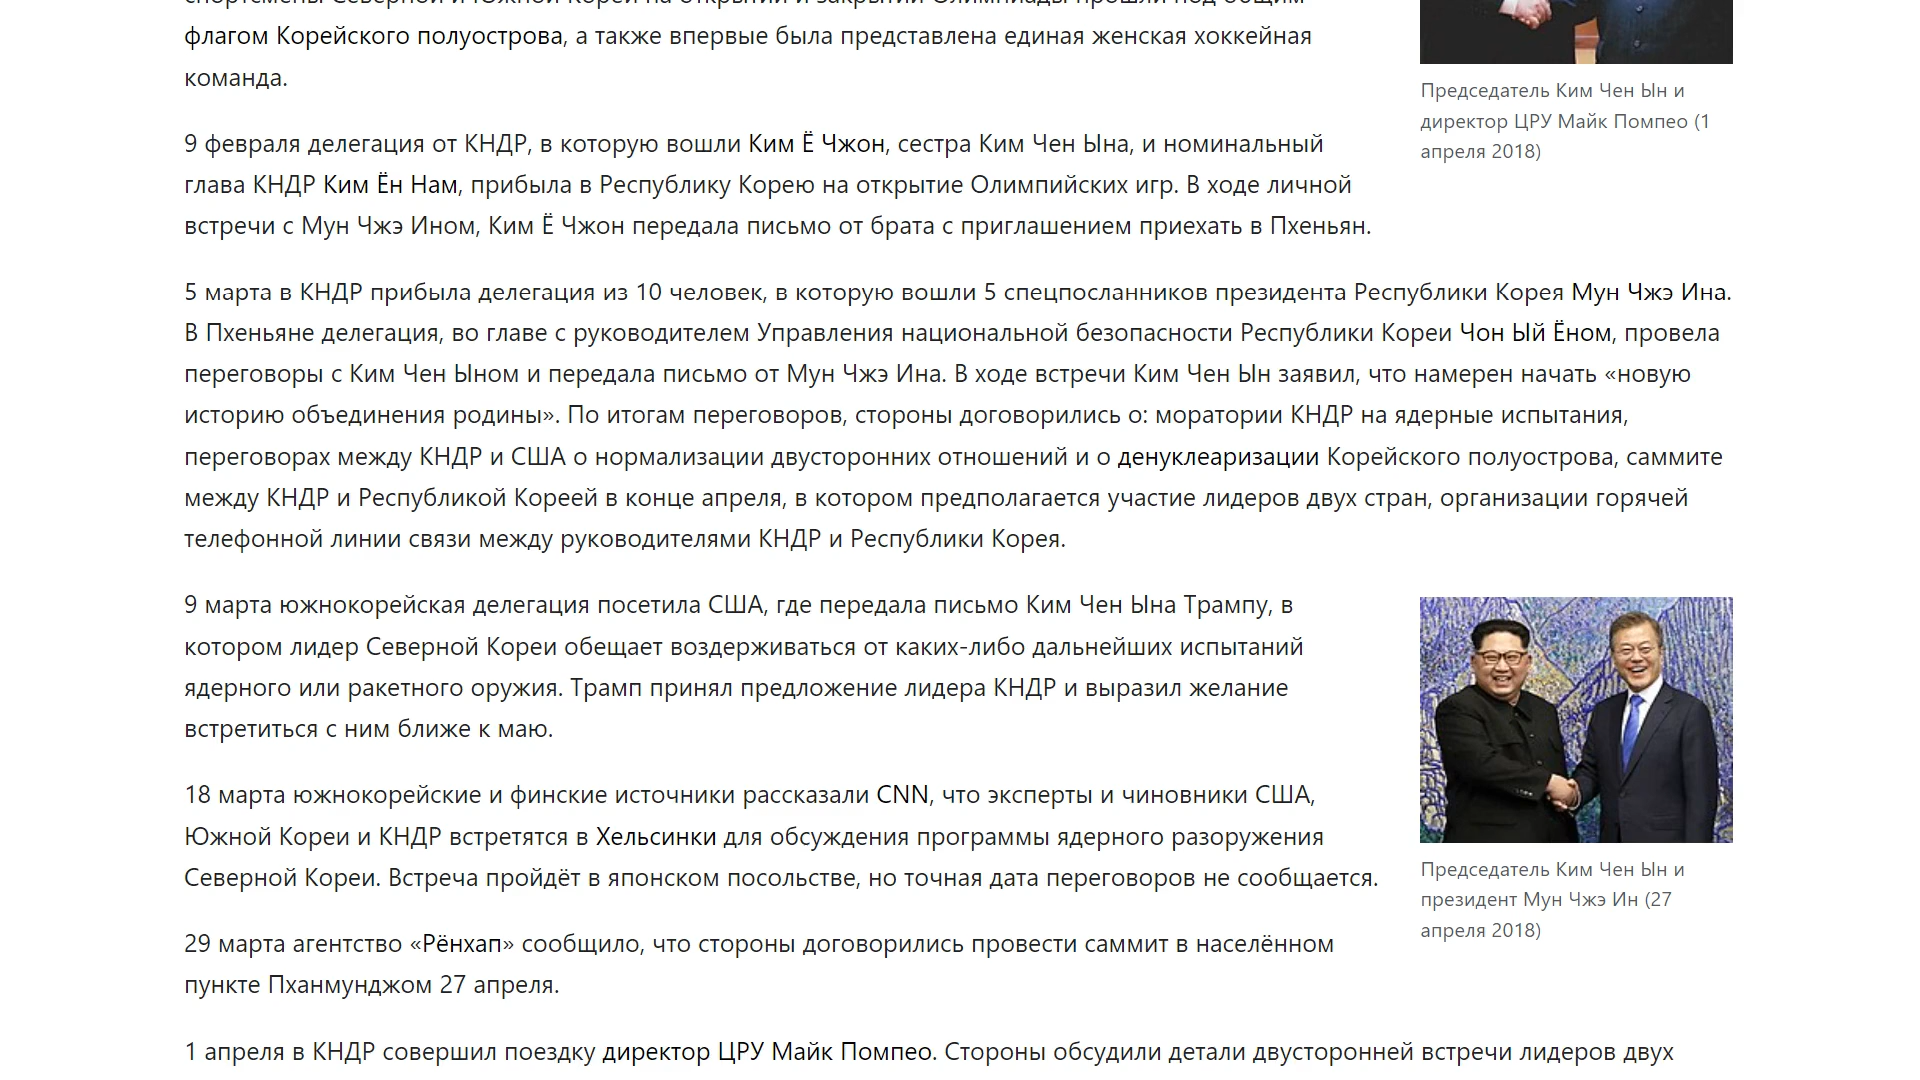 спортсмены Северной и Южной Кореи на открытии и закрытии Олимпиады прошли под общим
флагом Корейского полуострова, а также впервые была представлена единая женская хоккейная
команда.
Председатель Ким Чен Ын и
директор ЦРУ Майк Помпео (1
апреля 2018)
9 февраля делегация от КНДР, в которую вошли Ким Ё Чжон, сестра Ким Чен Ына, и номинальный
глава КНДР Ким Ён Нам, прибыла в Республику Корею на открытие Олимпийских игр. В ходе личной
встречи с Мун Чжэ Ином, Ким Ё Чжон передала письмо от брата с приглашением приехать в Пхеньян.
5 марта в КНДР прибыла делегация из 10 человек, в которую вошли 5 спецпосланников президента Республики Корея Мун Чжэ Ина.
В Пхеньяне делегация, во главе с руководителем Управления национальной безопасности Республики Кореи Чон Ый Ёном, провела
переговоры с Ким Чен Ыном и передала письмо от Мун Чжэ Ина. В ходе встречи Ким Чен Ын заявил, что намерен начать «новую
историю объединения родины». По итогам переговоров, стороны договорились о: моратории КНДР на ядерные испытания,
переговорах между КНДР и США о нормализации двусторонних отношений и о денуклеаризации Корейского полуострова, саммите
между КНДР и Республикой Кореей в конце апреля, в котором предполагается участие лидеров двух стран, организации горячей
телефонной линии связи между руководителями КНДР и Республики Корея.
9 марта южнокорейская делегация посетила США, где передала письмо Ким Чен Ына Трампу, в
котором лидер Северной Кореи обещает воздерживаться от каких-либо дальнейших испытаний
ядерного или ракетного оружия. Трамп принял предложение лидера КНДР и выразил желание
встретиться с ним ближе к маю.
18 марта южнокорейские и финские источники рассказали CNN, что эксперты и чиновники США,
Южной Кореи и КНДР встретятся в Хельсинки для обсуждения программы ядерного разоружения
Северной Кореи. Встреча пройдёт в японском посольстве, но точная дата переговоров не сообщается.
Председатель Ким Чен Ын и
президент Мун Чжэ Ин (27
апреля 2018)
29 марта агентство «Рёнхап» сообщило, что стороны договорились провести саммит в населённом
пункте Пханмунджом 27 апреля.
1 апреля в КНДР совершил поездку директор ЦРУ Майк Помпео. Стороны обсудили детали двусторонней встречи лидеров двух